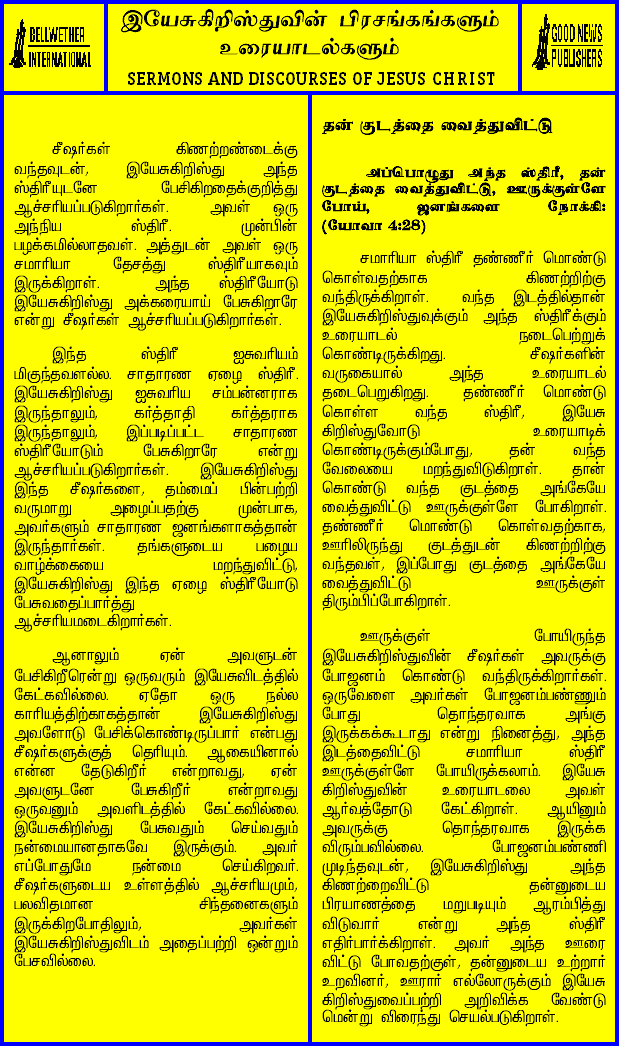 BELLWETHER
INTERNATIONAL
இயேசுகிறிஸ்துவின் பிரசங்கங்களும்
உரையாடல்களும்
SERMONS AND DISCOURSES OF JESUS CHRIST
GOOD NEWS
PUBLISHERS
சீஷர்கள் கிணற்றண்டைக்கு
வந்தவுடன், இயேசுகிறிஸ்து அந்த
ஸ்திரீயுடனே பேசிகிறதைக்குறித்து
ஆச்சரியப்படுகிறார்கள். அவள் ஒரு
அந்நிய ஸ்திரீ. முன்பின்
பழக்கமில்லாதவள். அத்துடன் அவள் ஒரு
சமாரியா தேசத்து ஸ்திரீயாகவும்
இருக்கிறாள். அந்த ஸ்திரீயோடு
இயேசுகிறிஸ்து அக்கரையாய் பேசுகிறாரே
என்று சீஷர்கள் ஆச்சரியப்படுகிறார்கள்.
இந்த ஸ்திரீ ஐசுவரியம்
மிகுந்தவளல்ல. சாதாரண ஏழை ஸ்திரீ.
இயேசுகிறிஸ்து ஐசுவரிய சம்பன்னராக
இருந்தாலும், கர்த்தாதி கர்த்தராக
இருந்தாலும், இப்படிப்பட்ட சாதாரண
ஸ்திரீயோடும் பேசுகிறாரே என்று
ஆச்சரியப்படுகிறார்கள். இயேசுகிறிஸ்து
இந்த சீஷர்களை, தம்மைப் பின்பற்றி
வருமாறு அழைப்பதற்கு முன்பாக,
அவர்களும் சாதாரண ஜனங்களாகத்தான்
இருந்தார்கள். தங்களுடைய பழைய
வாழ்க்கையை மறந்துவிட்டு,
இயேசுகிறிஸ்து இந்த ஏழை ஸ்திரீயோடு
பேசுவதைப்பார்த்து
ஆச்சரியமடைகிறார்கள்.
ஆனாலும் ஏன் அவளுடன்
பேசிகிறீரென்று ஒருவரும் இயேசுவிடத்தில்
கேட்கவில்லை. ஏதோ ஒரு நல்ல
காரியத்திற்காகத்தான் இயேசுகிறிஸ்து
அவளோடு பேசிக்கொண்டிருப்பார் என்பது
சீஷர்களுக்குத் தெரியும். ஆகையினால்
என்ன தேடுகிறீர் என்றாவது, ஏன்
அவளுடனே பேசுகிறீர் என்றாவது
ஒருவனும் அவளிடத்தில் கேட்கவில்லை.
இயேசுகிறிஸ்து பேசுவதும் செய்வதும்
நன்மையானதாகவே இருக்கும். அவர்
எப்போதுமே நன்மை செய்கிறவர்.
சீஷர்களுடைய உள்ளத்தில் ஆச்சரியமும்,
பலவிதமான சிந்தனைகளும்
இருக்கிறபோதிலும், அவர்கள்
இயேசுகிறிஸ்துவிடம் அதைப்பற்றி ஒன்றும்
பேசவில்லை.
தன் குடத்தை வைத்துவிட்டு
அப்பொழுது அந்த ஸ்திரீ, தன்
குடத்தை வைத்துவிட்டு, ஊருக்குள்ளே
போய், ஜனங்களை நோக்கி:
(யோவா 4:28)
சமாரியா ஸ்திரீ தண்ணீர் மொண்டு
கொள்வதற்காக கிணற்றிற்கு
வந்திருக்கிறாள். வந்த இடத்தில்தான்
இயேசுகிறிஸ்துவுக்கும் அந்த ஸ்திரீக்கும்
உரையாடல் நடைபெற்றுக்
கொண்டிருக்கிறது. சீஷர்களின்
வருகையால் அந்த உரையாடல்
தடைபெறுகிறது. தண்ணீர் மொண்டு
கொள்ள வந்த ஸ்திரீ, இயேசு
கிறிஸ்துவோடு உரையாடிக்
கொண்டிருக்கும்போது, தன் வந்த
வேலையை மறந்துவிடுகிறாள். தான்
கொண்டு வந்த குடத்தை அங்கேயே
வைத்துவிட்டு ஊருக்குள்ளே போகிறாள்.
தண்ணீர் மொண்டு கொள்வதற்காக,
ஊரிலிருந்து குடத்துடன் கிணற்றிற்கு
வந்தவள், இப்போது குடத்தை அங்கேயே
வைத்துவிட்டு ஊருக்குள்
திரும்பிப்போகிறாள்.
ஊருக்குள் போயிருந்த
இயேசுகிறிஸ்துவின் சீஷர்கள் அவருக்கு
போஜனம் கொண்டு வந்திருக்கிறார்கள்.
ஒருவேளை அவர்கள் போஜனம்பண்ணும்
போது தொந்தரவாக அங்கு
இருக்கக்கூடாது என்று நினைத்து, அந்த
இடத்தைவிட்டு சமாரியா ஸ்திரீ
ஊருக்குள்ளே போயிருக்கலாம். இயேசு
கிறிஸ்துவின் உரையாடலை அவள்
ஆர்வத்தோடு கேட்கிறாள். ஆயினும்
அவருக்கு தொந்தரவாக இருக்க
விரும்பவில்லை. போஜனம்பண்ணி
முடிந்தவுடன், இயேசுகிறிஸ்து அந்த
கிணற்றைவிட்டு தன்னுடைய
பிரயாணத்தை மறுபடியும் ஆரம்பித்து
விடுவார் என்று அந்த ஸ்திரீ
எதிர்பார்க்கிறாள். அவர் அந்த ஊரை
விட்டு போவதற்குள், தன்னுடைய உற்றார்
உறவினர், ஊரார் எல்லோருக்கும் இயேசு
கிறிஸ்துவைப்பற்றி அறிவிக்க வேண்டு
மென்று விரைந்து செயல்படுகிறாள்.